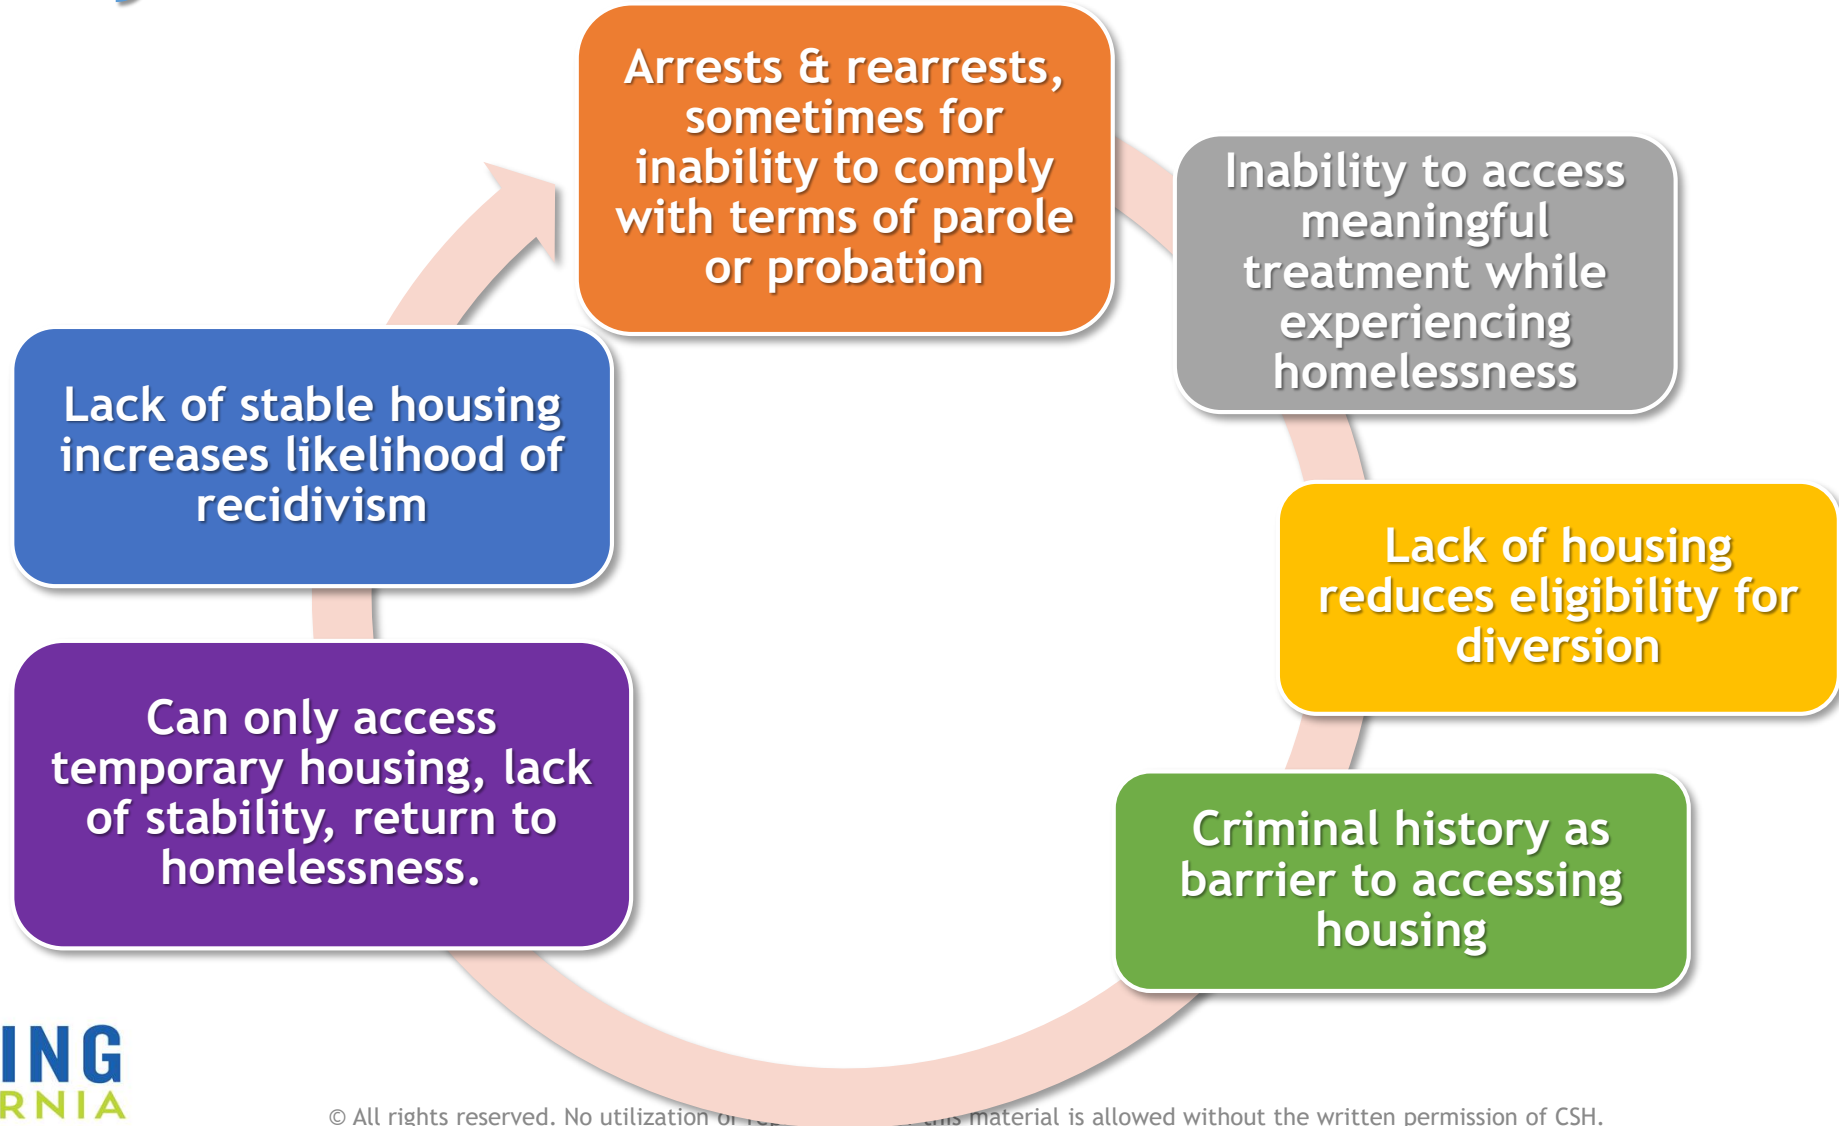 Arrests & rearrests,
sometimes for
inability to comply
with terms of parole
or probation
Inability to access
meaningful
treatment while
experiencing
homelessness
Lack of housing
reduces eligibility for
diversion
Criminal history as
barrier to accessing
housing
Can only access
temporary housing, lack
of stability, return to
homelessness.
Lack of stable housing
increases likelihood of
recidivism
ING
RNIA
© All rights reserved. No utilization material is allowed without the written permission of CSH.